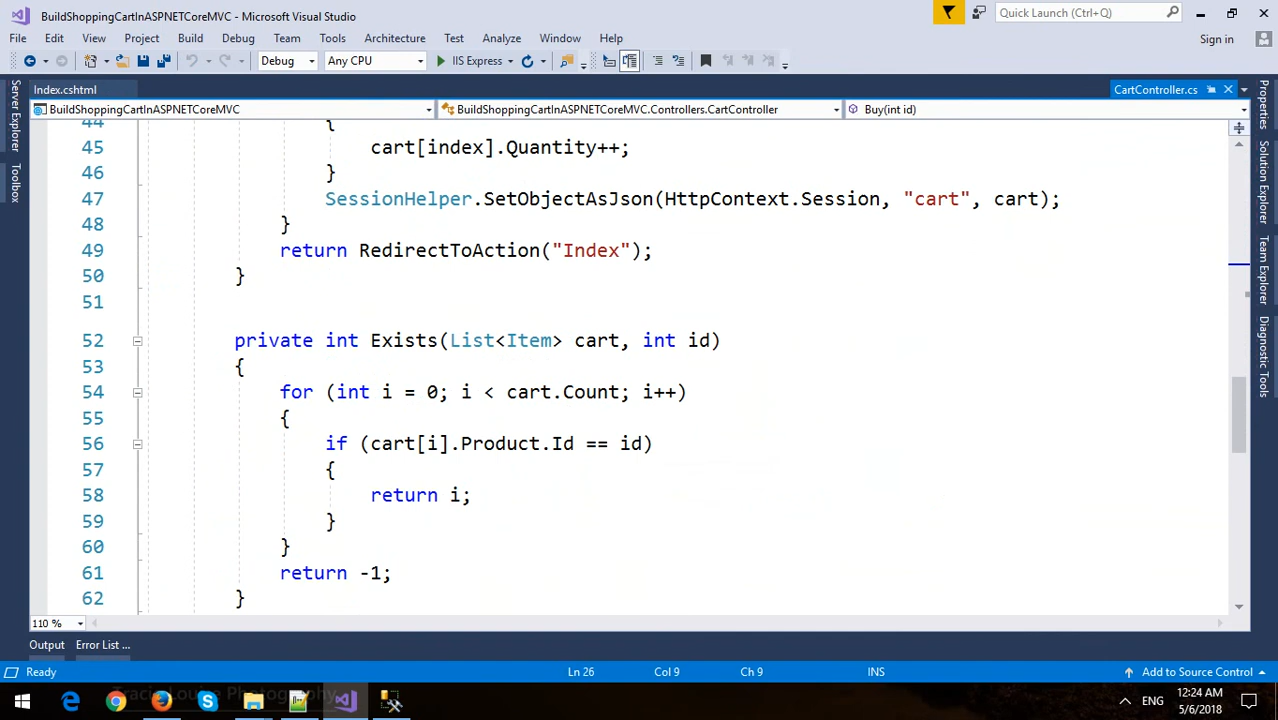 BuildShoppingCartInASPNETCoreMVC - Microsoft Visual Studio
Quick Launch (Ctrl+Q)
File Edit View Project Build Debug Team Tools Architecture Test Analyze Window Help
Sign in
Debug Any CPU IIS Express
Server Explorer
Toolbox
Index.cshtml
CartController.cs
BuildShoppingCartInASPNETCoreMVC
BuildShoppingCartInASPNETCoreMVC.Controllers.CartController
Buy(int id)
44 {
45 cart[index].Quantity++;
46 }
47 SessionHelper.SetObjectAsJson(HttpContext.Session, "cart", cart);
48 }
49 return RedirectToAction("Index");
50 }
51
52 private int Exists(List<Item> cart, int id)
53 {
54 for (int i = 0; i < cart.Count; i++)
55 {
56 if (cart[i].Product.Id == id)
57 {
58 return i;
59 }
60 }
61 return -1;
62 }
Properties
Solution Explorer
Team Explorer
Diagnostic Tools
110 %
Output Error List ...
Ready Ln 26 Col 9 Ch 9 INS Add to Source Control
Tracie Louise Photography
ENG
12:24 AM
5/6/2018